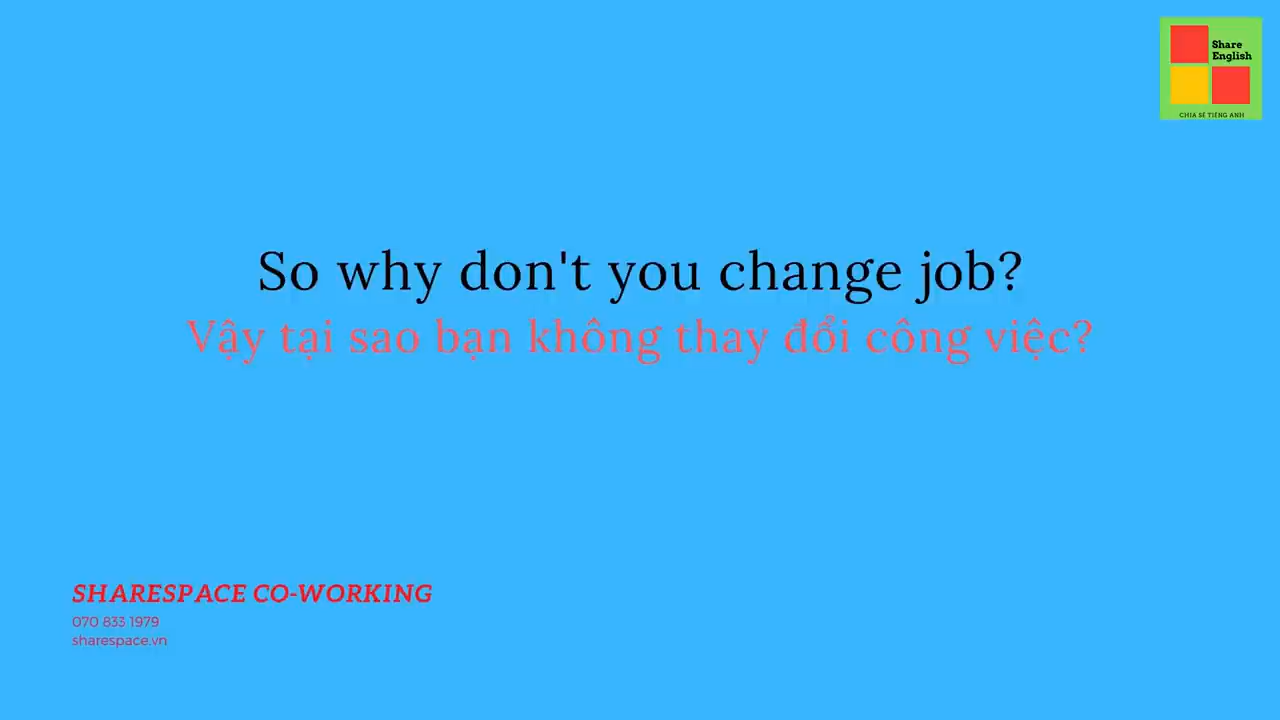 Share
English
CHIA SẺ TIẾNG ANH
So why don't you change job?
Vậy tại sao bạn không thay đổi công việc?
SHARESPACE CO-WORKING
070 833 1979
sharespace.vn